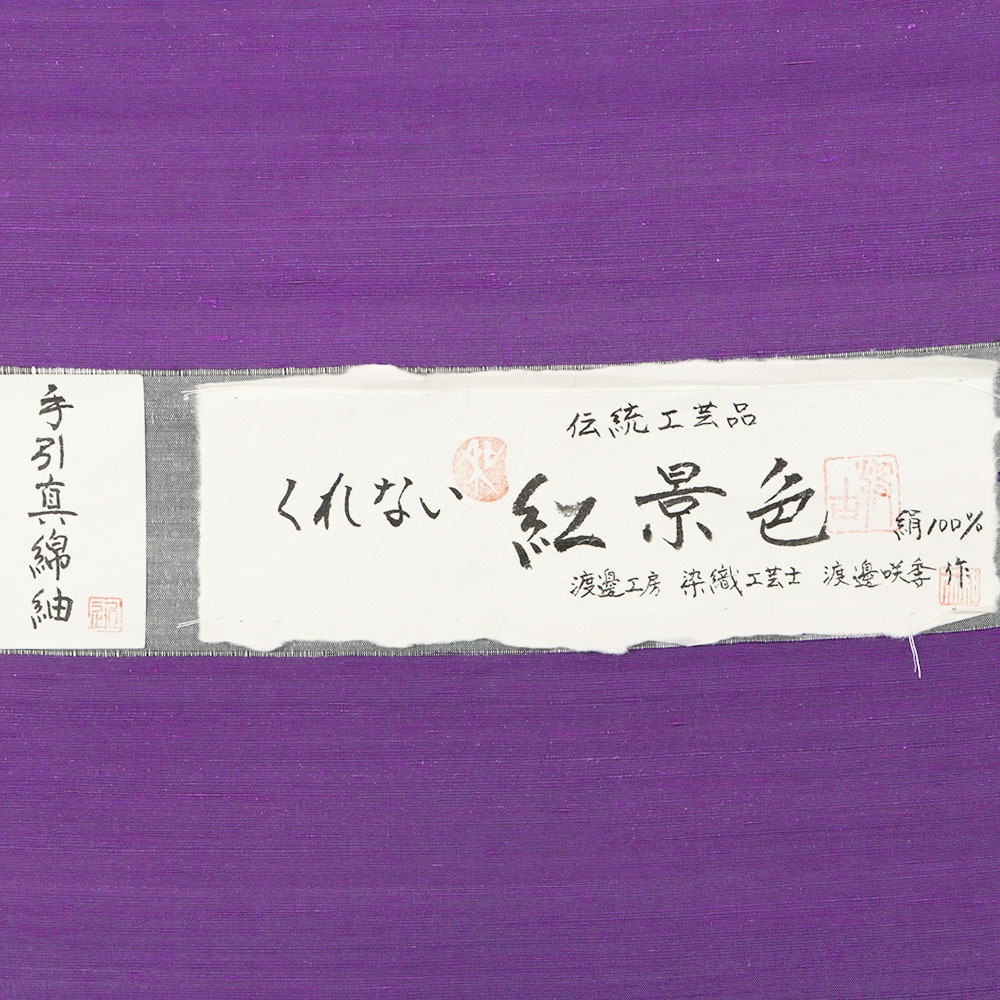 手引真綿紬
伝統工芸品
くれない 紅景色
絹100%
渡邊工房 染織工芸士 渡邊咲季 作